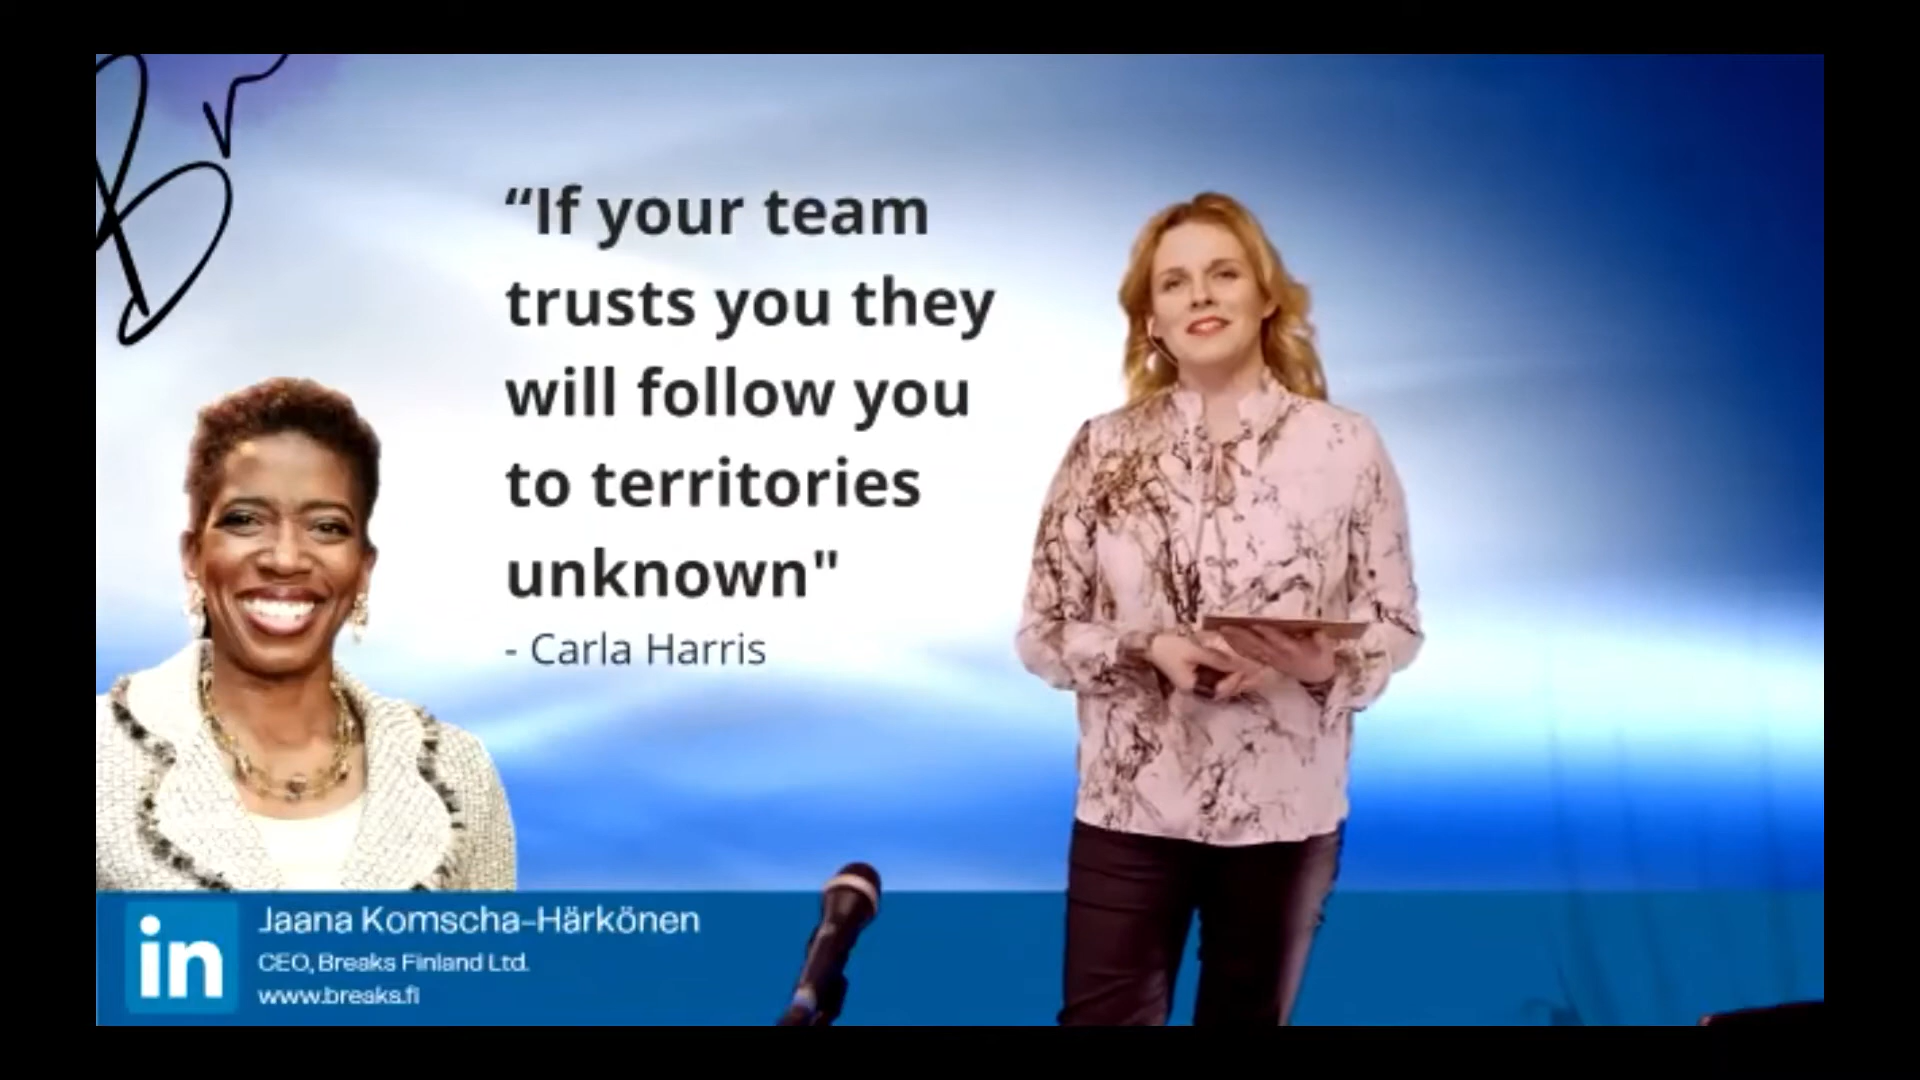 Br
“If your team
trusts you they
will follow you
to territories
unknown"
- Carla Harris
in
Jaana Komscha-Härkönen
CEO, Breaks Finland Ltd.
www.breaks.fi